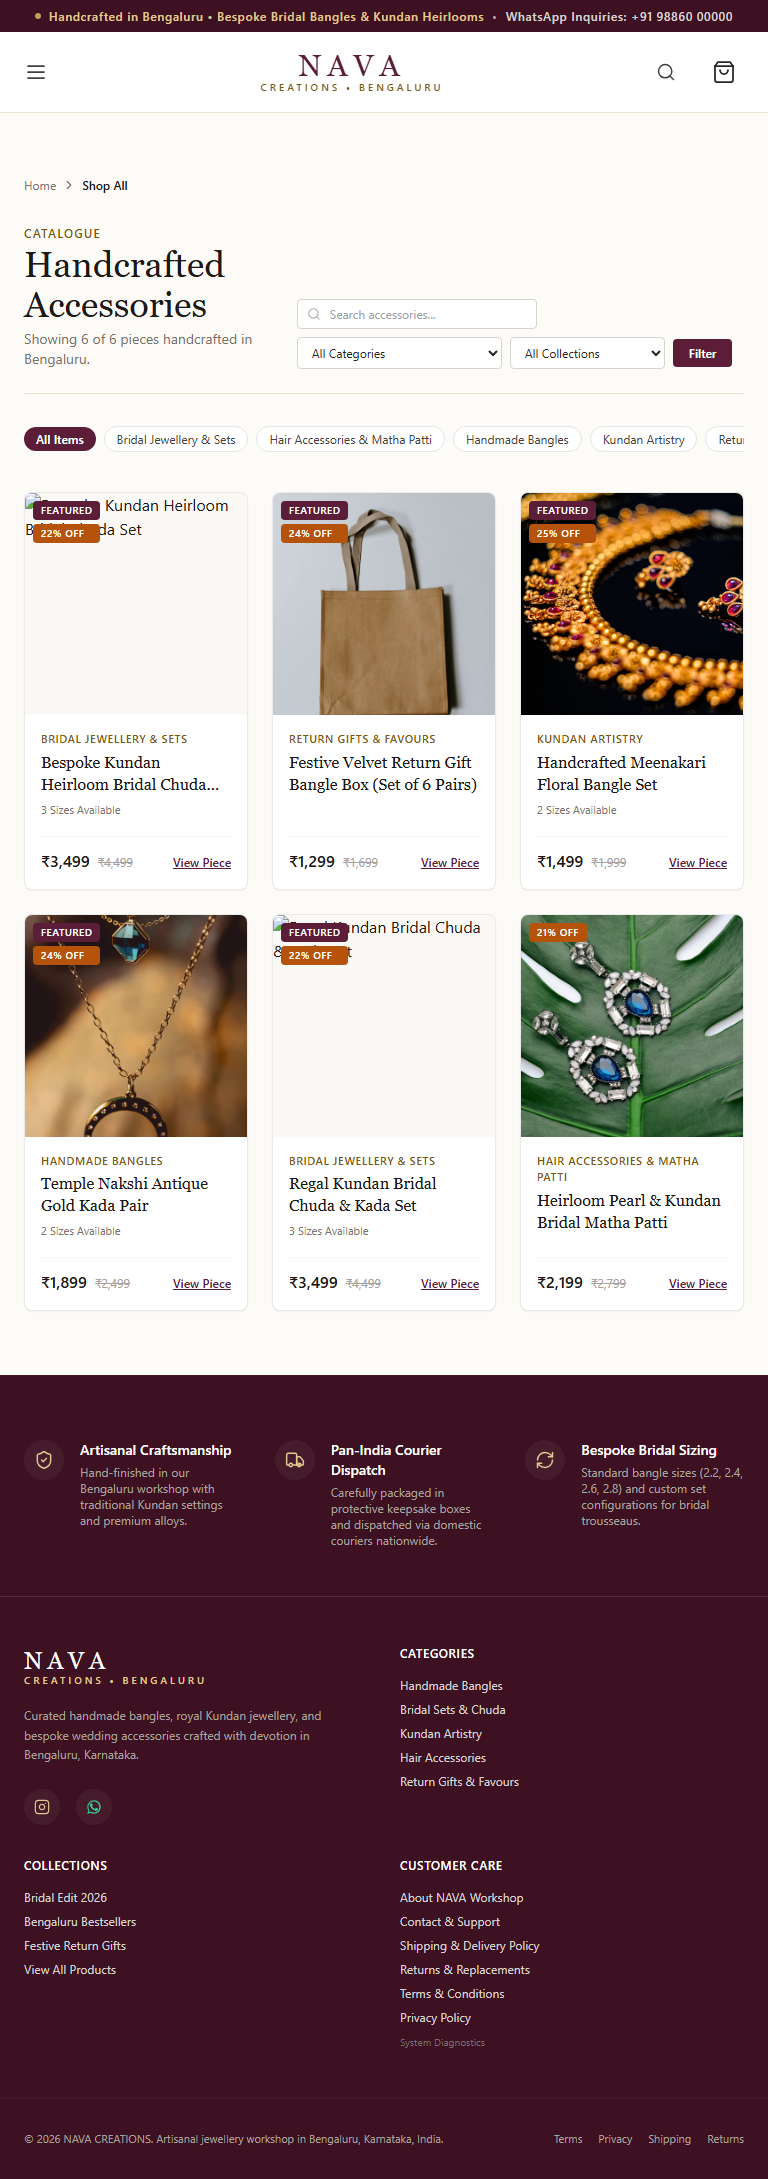 Handcrafted in Bengaluru • Bespoke Bridal Bangles & Kundan Heirlooms • WhatsApp Inquiries: +91 98860 00000
NAVA
CREATIONS • BENGALURU
Home > Shop All
CATALOGUE
Handcrafted
Accessories
Showing 6 of 6 pieces handcrafted in
Bengaluru.
Search accessories...
All Categories
All Collections
Filter
All Items
Bridal Jewellery & Sets
Hair Accessories & Matha Patti
Handmade Bangles
Kundan Artistry
Retur
Kundan Heirloom
Set
FEATURED
22% OFF
FEATURED
24% OFF
FEATURED
25% OFF
BRIDAL JEWELLERY & SETS
Bespoke Kundan
Heirloom Bridal Chuda...
3 Sizes Available
₹3,499 ₹4,499 View Piece
RETURN GIFTS & FAVOURS
Festive Velvet Return Gift
Bangle Box (Set of 6 Pairs)
₹1,299 ₹1,699 View Piece
KUNDAN ARTISTRY
Handcrafted Meenakari
Floral Bangle Set
2 Sizes Available
₹1,499 ₹1,999 View Piece
FEATURED
24% OFF
Kundan Bridal Chuda
FEATURED
22% OFF
21% OFF
HANDMADE BANGLES
Temple Nakshi Antique
Gold Kada Pair
2 Sizes Available
₹1,899 ₹2,499 View Piece
BRIDAL JEWELLERY & SETS
Regal Kundan Bridal
Chuda & Kada Set
3 Sizes Available
₹3,499 ₹4,499 View Piece
HAIR ACCESSORIES & MATHA
PATTI
Heirloom Pearl & Kundan
Bridal Matha Patti
₹2,199 ₹2,799 View Piece
Artisanal Craftsmanship
Hand-finished in our
Bengaluru workshop with
traditional Kundan settings
and premium alloys.
Pan-India Courier
Dispatch
Carefully packaged in
protective keepsake boxes
and dispatched via domestic
couriers nationwide.
Bespoke Bridal Sizing
Standard bangle sizes (2.2, 2.4,
2.6, 2.8) and custom set
configurations for bridal
trousseaus.
NAVA
CREATIONS • BENGALURU
Curated handmade bangles, royal Kundan jewellery, and
bespoke wedding accessories crafted with devotion in
Bengaluru, Karnataka.
CATEGORIES
Handmade Bangles
Bridal Sets & Chuda
Kundan Artistry
Hair Accessories
Return Gifts & Favours
COLLECTIONS
Bridal Edit 2026
Bengaluru Bestsellers
Festive Return Gifts
View All Products
CUSTOMER CARE
About NAVA Workshop
Contact & Support
Shipping & Delivery Policy
Returns & Replacements
Terms & Conditions
Privacy Policy
System Diagnostics
© 2026 NAVA CREATIONS. Artisanal jewellery workshop in Bengaluru, Karnataka, India.
Terms Privacy Shipping Returns